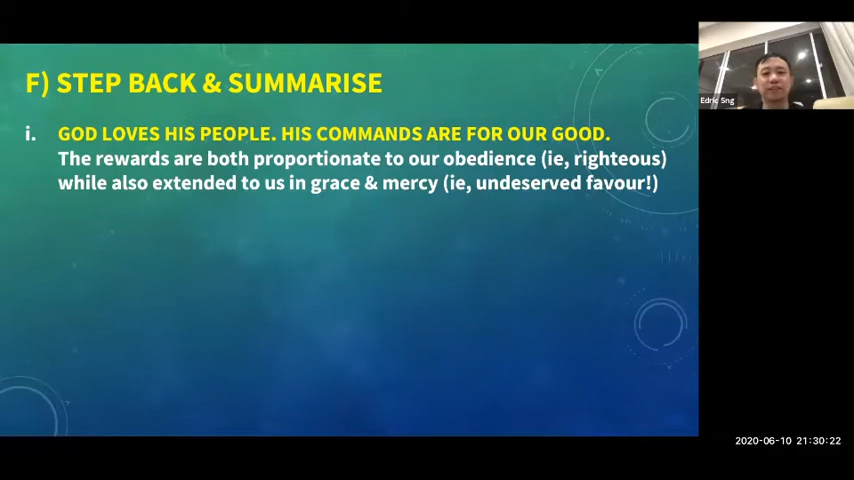 F) STEP BACK & SUMMARISE
i. GOD LOVES HIS PEOPLE. HIS COMMANDS ARE FOR OUR GOOD.
The rewards are both proportionate to our obedience (ie, righteous)
while also extended to us in grace & mercy (ie, undeserved favour!)
Edric Sng
2020-06-10 21:30:22